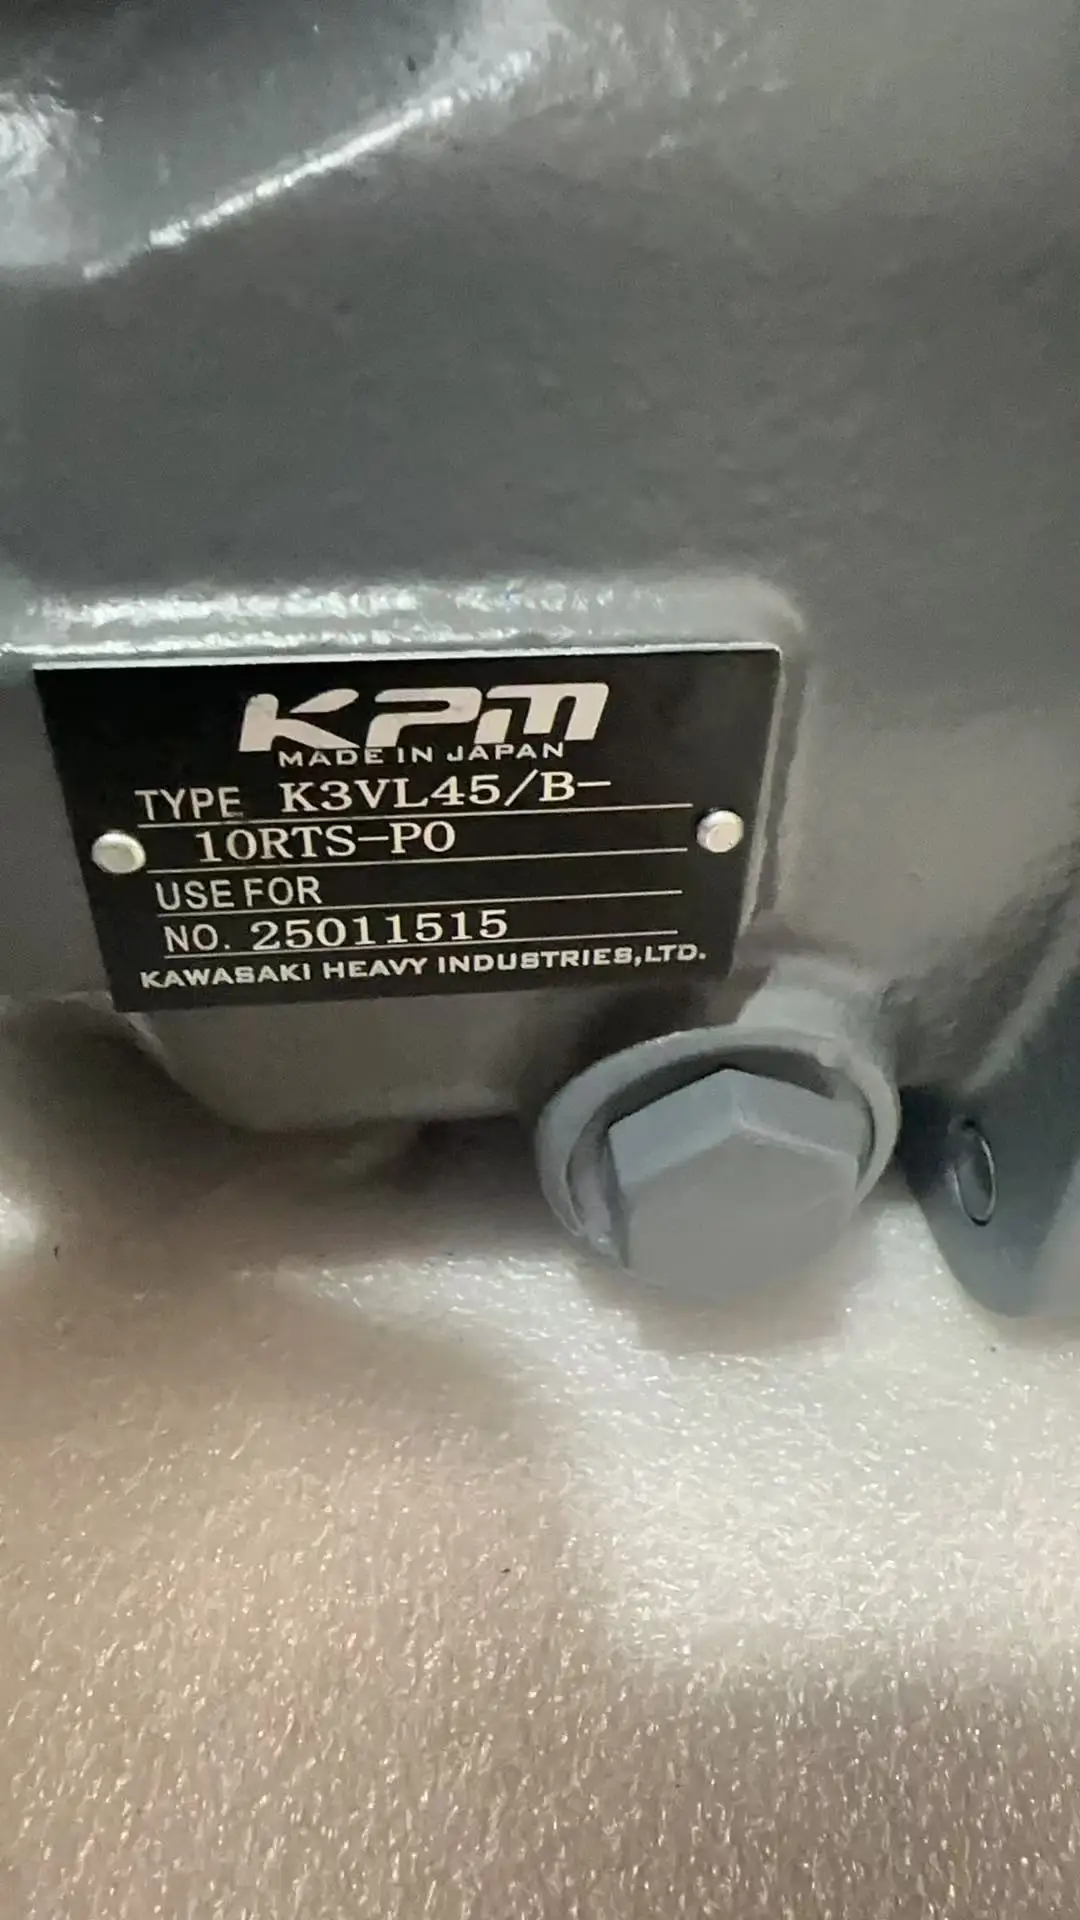 KPM
MADE IN JAPAN
TYPE K3VL45/B-
10RTS-P0
USE FOR
NO. 25011515
KAWASAKI HEAVY INDUSTRIES,LTD.